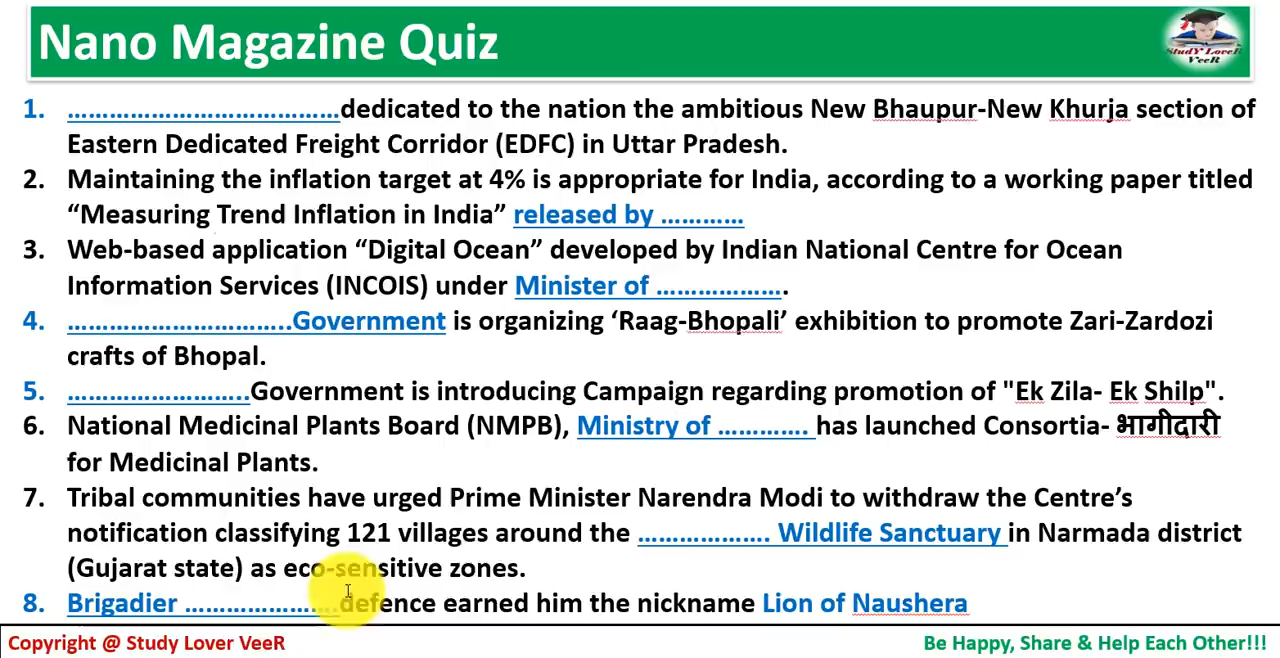 Nano Magazine Quiz
StudY LoveR
VeeR
1. ………………………………….dedicated to the nation the ambitious New Bhaupur-New Khurja section of
Eastern Dedicated Freight Corridor (EDFC) in Uttar Pradesh.
2. Maintaining the inflation target at 4% is appropriate for India, according to a working paper titled
“Measuring Trend Inflation in India” released by …………
3. Web-based application “Digital Ocean” developed by Indian National Centre for Ocean
Information Services (INCOIS) under Minister of ……………….
4. …………………………..Government is organizing ‘Raag-Bhopali’ exhibition to promote Zari-Zardozi
crafts of Bhopal.
5. ……………………..Government is introducing Campaign regarding promotion of "Ek Zila- Ek Shilp".
6. National Medicinal Plants Board (NMPB), Ministry of …………. has launched Consortia- भागीदारी
for Medicinal Plants.
7. Tribal communities have urged Prime Minister Narendra Modi to withdraw the Centre’s
notification classifying 121 villages around the ………………. Wildlife Sanctuary in Narmada district
(Gujarat state) as eco-sensitive zones.
8. Brigadier ………………….defence earned him the nickname Lion of Naushera
Copyright @ Study Lover VeeR
Be Happy, Share & Help Each Other!!!